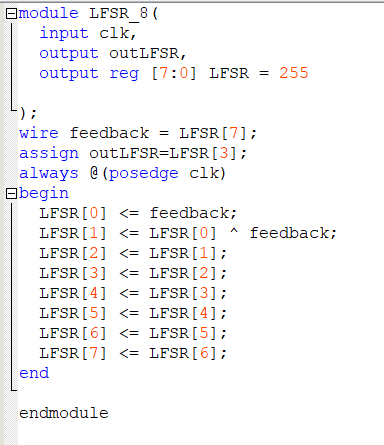 module LFSR_8(
input clk,
output outLFSR,
output reg [7:0] LFSR = 255
);
wire feedback = LFSR[7];
assign outLFSR=LFSR[3];
always @(posedge clk)
begin
LFSR[0] <= feedback;
LFSR[1] <= LFSR[0] ^ feedback;
LFSR[2] <= LFSR[1];
LFSR[3] <= LFSR[2];
LFSR[4] <= LFSR[3];
LFSR[5] <= LFSR[4];
LFSR[6] <= LFSR[5];
LFSR[7] <= LFSR[6];
end
endmodule